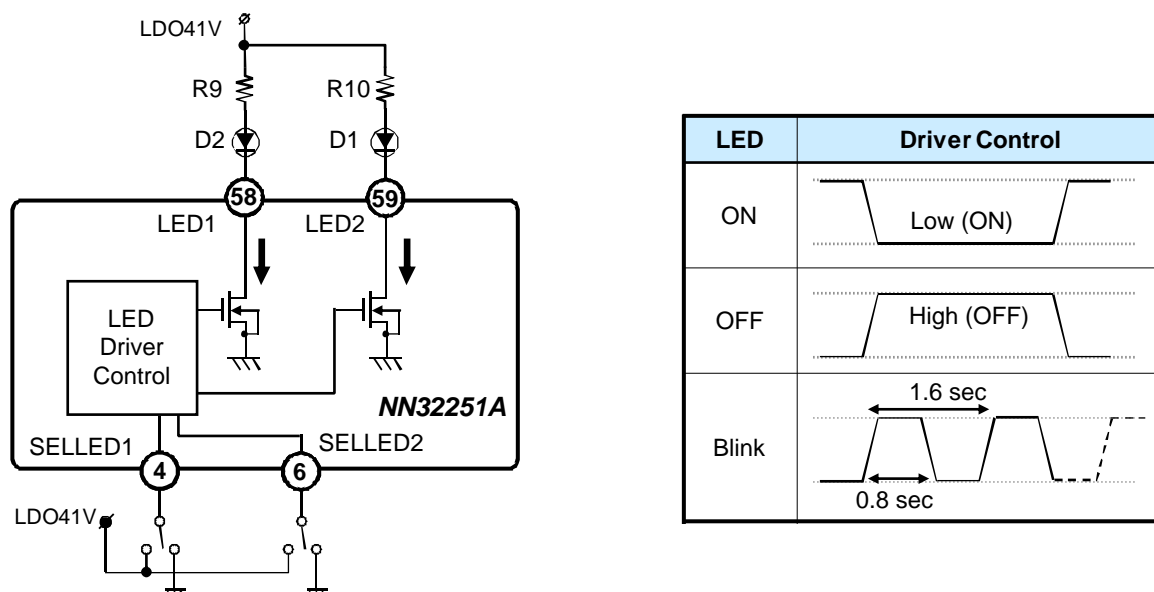 LDO41V
R9
R10
D2
D1
58
59
LED1
LED2
LED
Driver
Control
NN32251A
SELLED1
SELLED2
4
6
LDO41V
LED Driver Control
ON Low (ON)
OFF High (OFF)
Blink 1.6 sec
0.8 sec